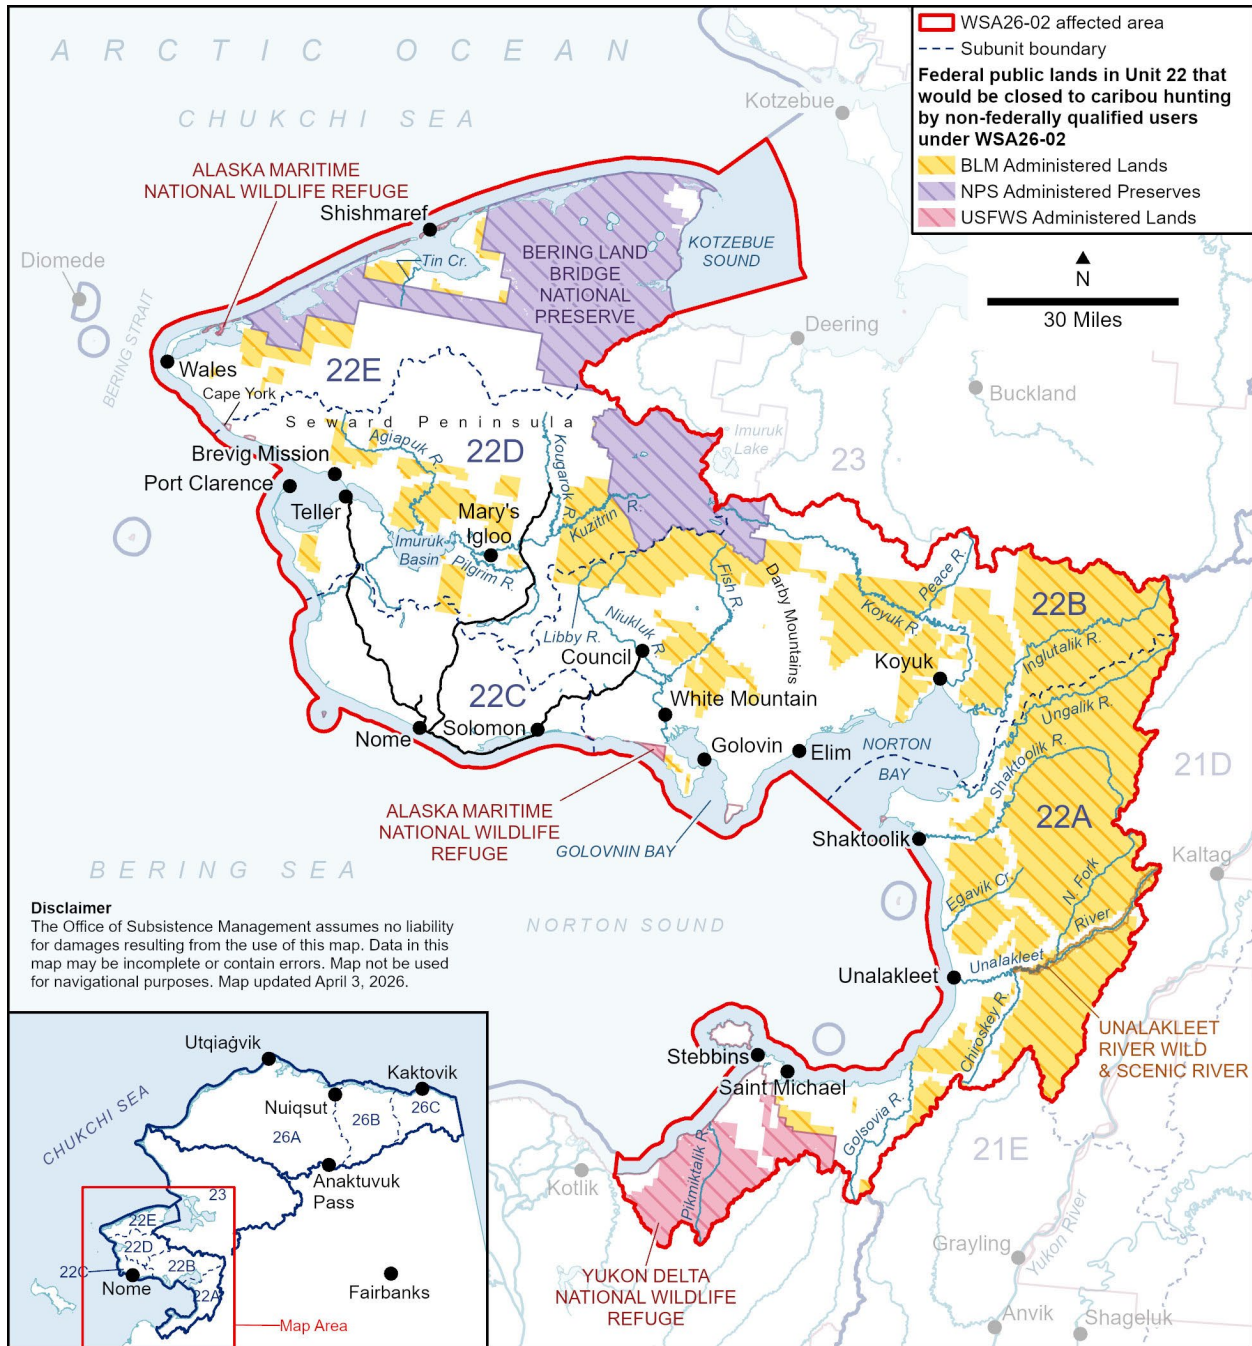 ARCTIC OCEAN
CHUKCHI SEA
WSA26-02 affected area
Subunit boundary
Federal public lands in Unit 22 that
would be closed to caribou hunting
by non-federally qualified users
under WSA26-02
BLM Administered Lands
NPS Administered Preserves
USFWS Administered Lands
N
30 Miles
Kotzebue
ALASKA MARITIME
NATIONAL WILDLIFE REFUGE
Shishmaref
Diomede
BERING STRAIT
Tin Cr.
BERING LAND
BRIDGE
NATIONAL
PRESERVE
KOTZEBUE
SOUND
Deering
Buckland
Wales
22E
Cape York
Seward Peninsula
Agiapuk R.
22D
Kougarok R.
Imuruk
Lake
23
Brevig Mission
Port Clarence
Teller
Mary's
Igloo
Kuzitrin R.
Imuruk
Basin
Pilgrim R.
Fish R.
Darby Mountains
Peace R.
22B
Koyuk R.
Inglutalik R.
Libby R.
Niukluk R.
Council
Koyuk
22C
White Mountain
Ungalik R.
Nome
Solomon
Golovin
Elim
NORTON
BAY
Shaktoolik R.
21D
ALASKA MARITIME
NATIONAL WILDLIFE
REFUGE
GOLOVNIN BAY
22A
Shaktoolik
Kaltag
BERING SEA
Egavik Cr.
N. Fork
NORTON SOUND
Disclaimer
The Office of Subsistence Management assumes no liability
for damages resulting from the use of this map. Data in this
map may be incomplete or contain errors. Map not be used
for navigational purposes. Map updated April 3, 2026.
Unalakleet
Unalakleet River
Chiroskey R.
UNALAKLEET
RIVER WILD
& SCENIC RIVER
Stebbins
Saint Michael
Golsovia R.
21E
Pikmiktalik R.
Kotlik
Grayling
Yukon River
YUKON DELTA
NATIONAL WILDLIFE
REFUGE
Anvik
Shageluk
Utqiaġvik
Kaktovik
CHUKCHI SEA
Nuiqsut
26A
26B
26C
Anaktuvuk
Pass
23
22E
22D
22C
22B
Nome
22A
Fairbanks
Map Area